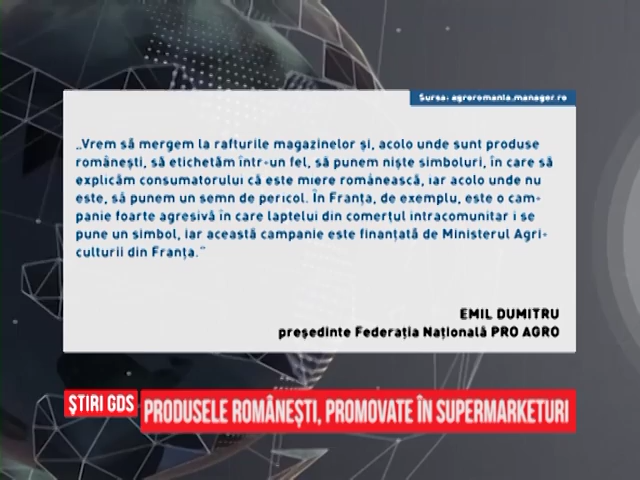 Sursa: agroromania.manager.ro
„Vrem să mergem la rafturile magazinelor și, acolo unde sunt produse
românești, să etichetăm într-un fel, să punem niște simboluri, în care să
explicăm consumatorului că este miere românească, iar acolo unde nu
este, să punem un semn de pericol. În Franța, de exemplu, este o cam-
panie foarte agresivă în care laptelui din comerțul intracomunitar i se
pune un simbol, iar această campanie este finanțată de Ministerul Agri-
culturii din Franța."
EMIL DUMITRU
președinte Federația Națională PRO AGRO
ȘTIRI GDS
PRODUSELE ROMÂNEȘTI, PROMOVATE ÎN SUPERMARKETURI